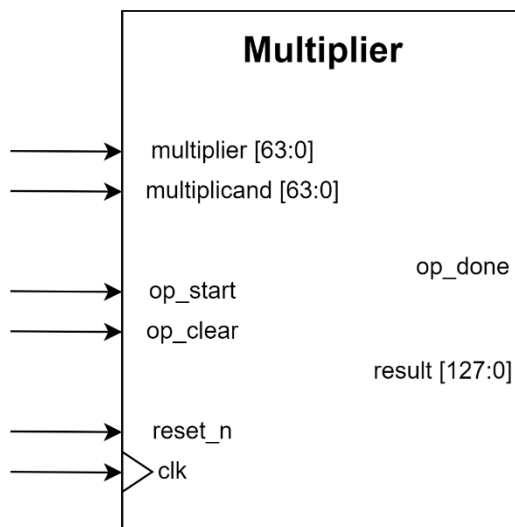 Multiplier
multiplier [63:0]
multiplicand [63:0]
op_done
op_start
op_clear
result [127:0]
reset_n
clk